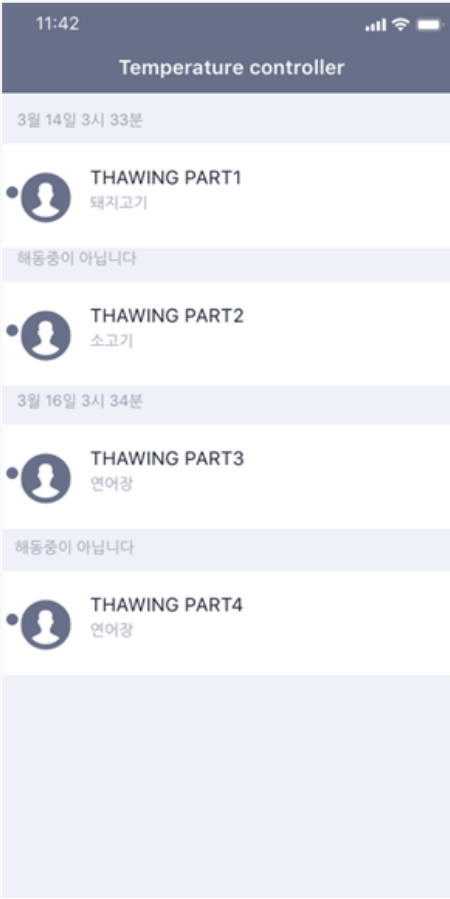 11:42
Temperature controller
3월 14일 3시 33분
THAWING PART1
돼지고기
해동중이 아닙니다
THAWING PART2
소고기
3월 16일 3시 34분
THAWING PART3
연어장
해동중이 아닙니다
THAWING PART4
연어장